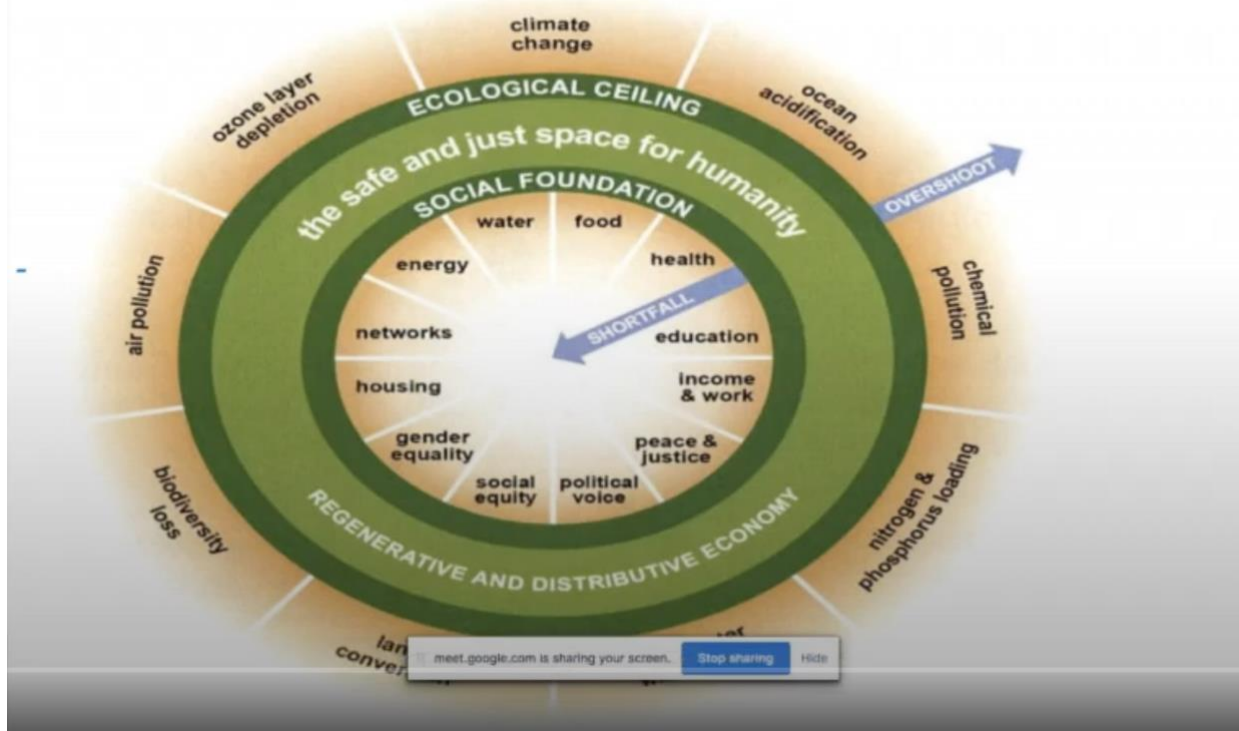 climate
change
ozone layer
depletion
ocean
acidification
ECOLOGICAL CEILING
the safe and just space for humanity
OVERSHOOT
SOCIAL FOUNDATION
water
food
energy
health
SHORTFALL
air pollution
chemical
pollution
networks
education
housing
income
& work
gender
equality
peace &
justice
social
equity
political
voice
biodiversity
loss
nitrogen &
phosphorus loading
REGENERATIVE AND DISTRIBUTIVE ECONOMY
meet.google.com is sharing your screen.
Stop sharing
Hide